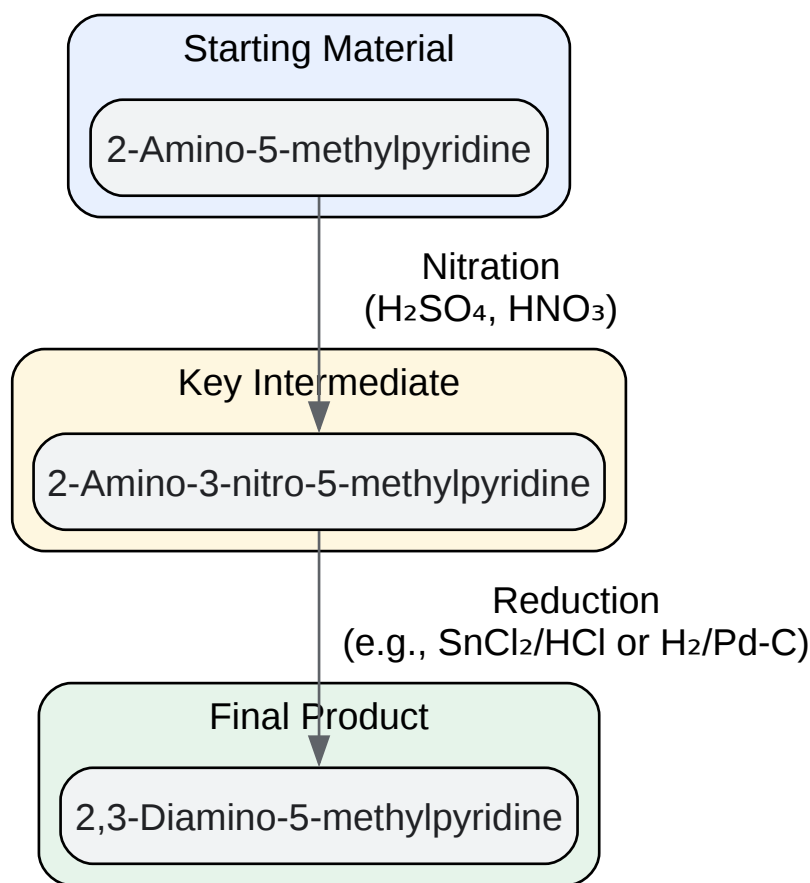 Starting Material
2-Amino-5-methylpyridine
Nitration
(H₂SO₄, HNO₃)
Key Intermediate
2-Amino-3-nitro-5-methylpyridine
Reduction
(e.g., SnCl₂/HCl or H₂/Pd-C)
Final Product
2,3-Diamino-5-methylpyridine